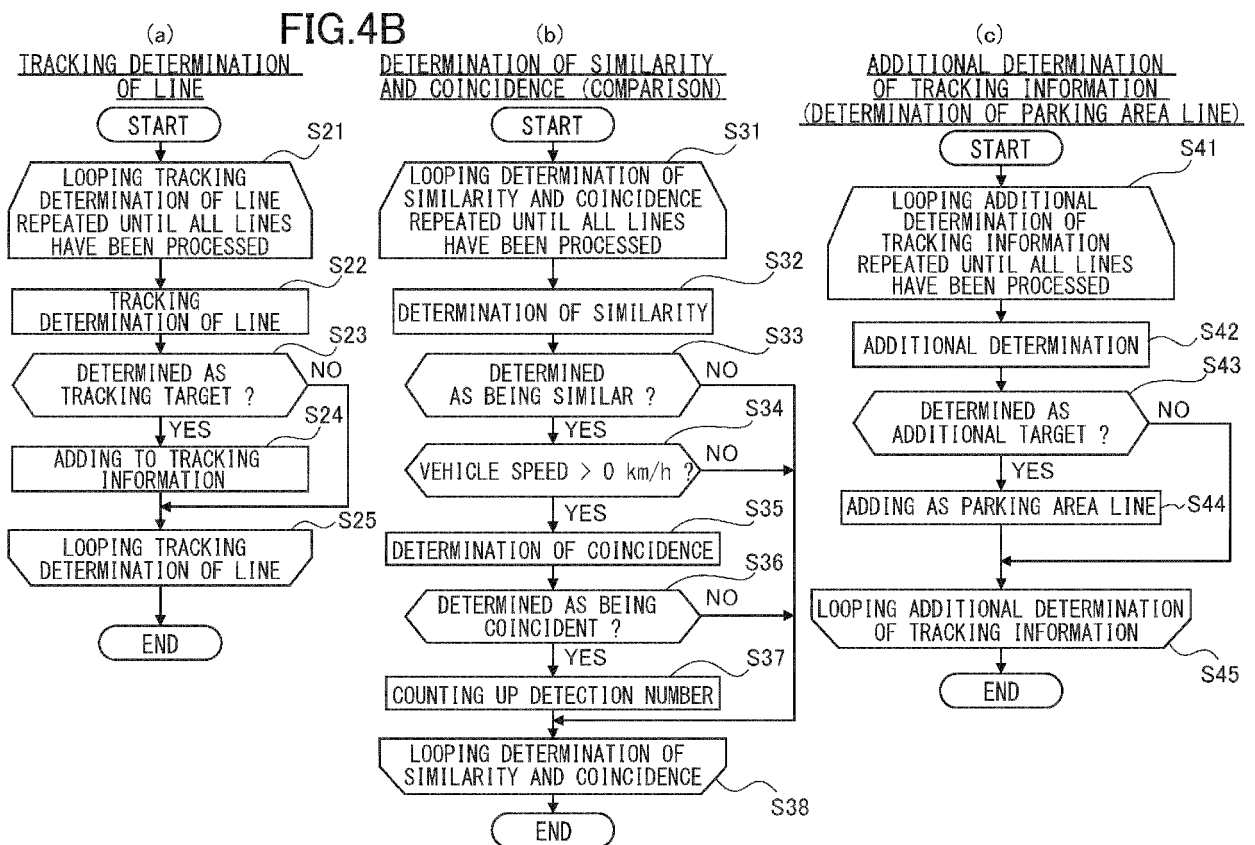 FIG.4B
(a)
TRACKING DETERMINATION
OF LINE
START
S21
LOOPING TRACKING
DETERMINATION OF LINE
REPEATED UNTIL ALL LINES
HAVE BEEN PROCESSED
S22
TRACKING
DETERMINATION OF LINE
S23
DETERMINED AS
TRACKING TARGET ?
NO
YES
S24
ADDING TO TRACKING
INFORMATION
S25
LOOPING TRACKING
DETERMINATION OF LINE
END
(b)
DETERMINATION OF SIMILARITY
AND COINCIDENCE (COMPARISON)
START
S31
LOOPING DETERMINATION OF
SIMILARITY AND COINCIDENCE
REPEATED UNTIL ALL LINES
HAVE BEEN PROCESSED
S32
DETERMINATION OF SIMILARITY
S33
DETERMINED
AS BEING SIMILAR ?
NO
YES
S34
VEHICLE SPEED > 0 km/h ?
NO
YES
S35
DETERMINATION OF COINCIDENCE
S36
DETERMINED AS BEING
COINCIDENT ?
NO
YES
S37
COUNTING UP DETECTION NUMBER
LOOPING DETERMINATION OF
SIMILARITY AND COINCIDENCE
S38
END
(c)
ADDITIONAL DETERMINATION
OF TRACKING INFORMATION
(DETERMINATION OF PARKING AREA LINE)
START
S41
LOOPING ADDITIONAL
DETERMINATION OF
TRACKING INFORMATION
REPEATED UNTIL ALL LINES
HAVE BEEN PROCESSED
S42
ADDITIONAL DETERMINATION
S43
DETERMINED AS
ADDITIONAL TARGET ?
NO
YES
ADDING AS PARKING AREA LINE
S44
LOOPING ADDITIONAL DETERMINATION
OF TRACKING INFORMATION
S45
END